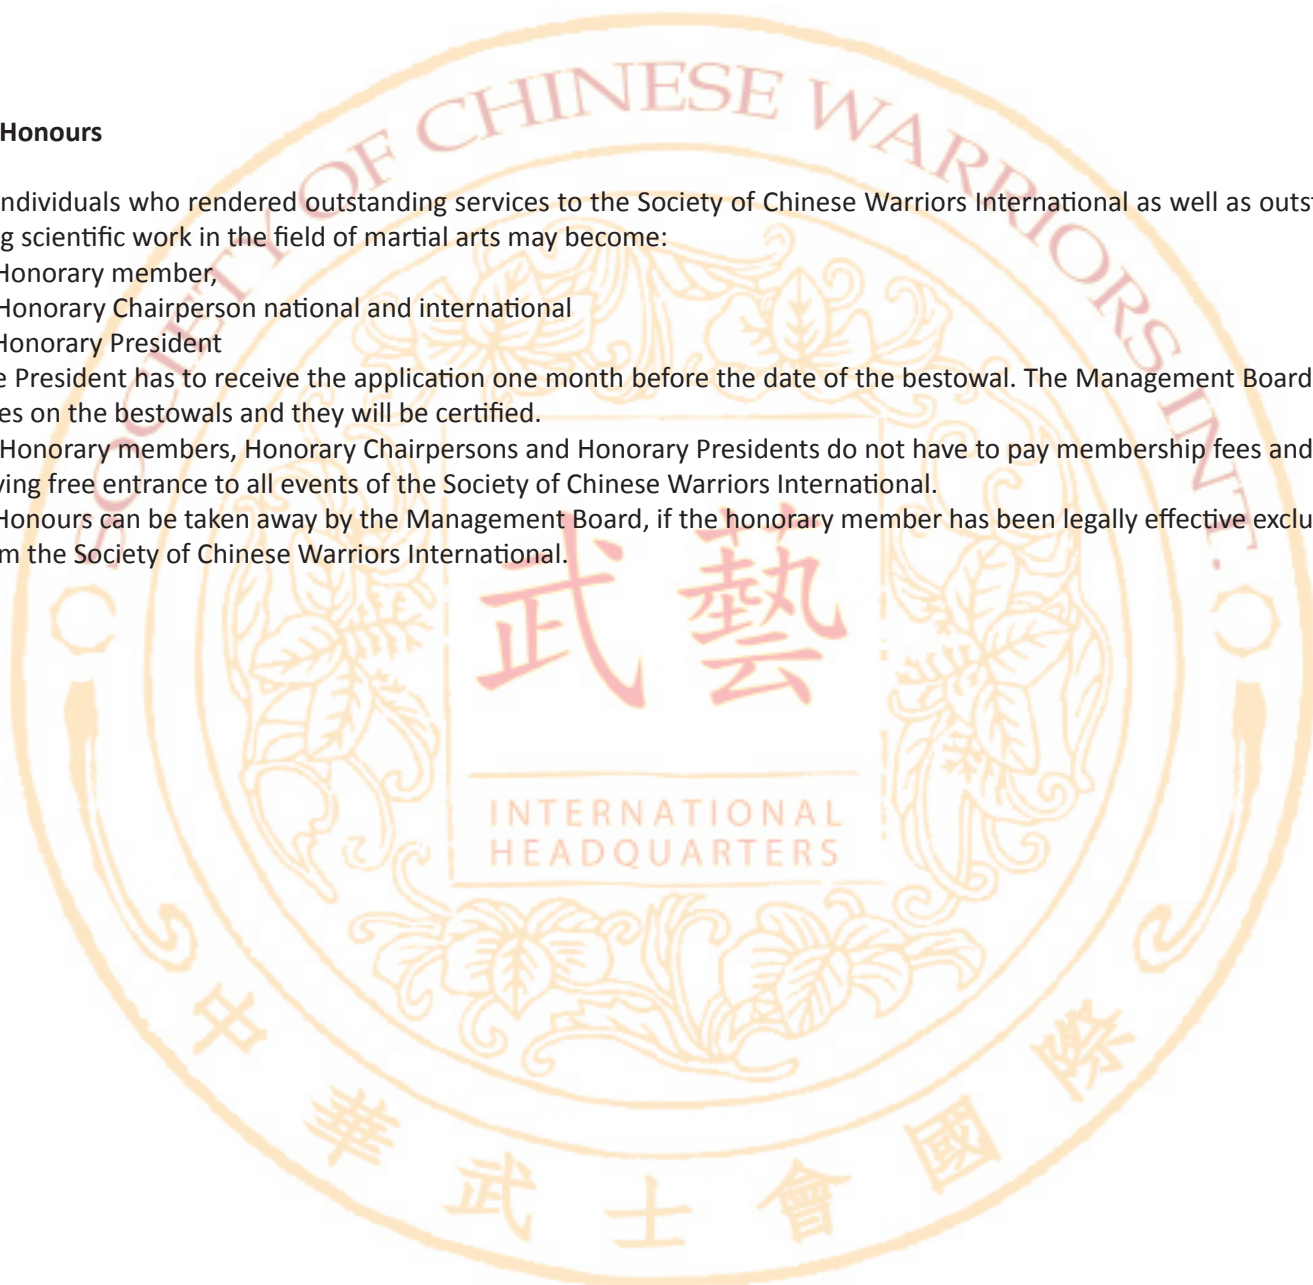 SOCIETY OF CHINESE WARRIORS INT.
Honours
ndividuals who rendered outstanding services to the Society of Chinese Warriors International as well as outst
g scientific work in the field of martial arts may become:
Honorary member,
Honorary Chairperson national and international
Honorary President
e President has to receive the application one month before the date of the bestowal. The Management Board
es on the bestowals and they will be certified.
Honorary members, Honorary Chairpersons and Honorary Presidents do not have to pay membership fees and
ving free entrance to all events of the Society of Chinese Warriors International.
Honours can be taken away by the Management Board, if the honorary member has been legally effective exclu
m the Society of Chinese Warriors International.
武藝
INTERNATIONAL
HEADQUARTERS
中華武士會國際